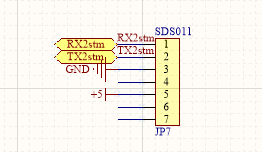 SDS011
RX2stm RX2stm 1
TX2stm TX2stm 2
GND 3
4
+5 5
6
7
JP7